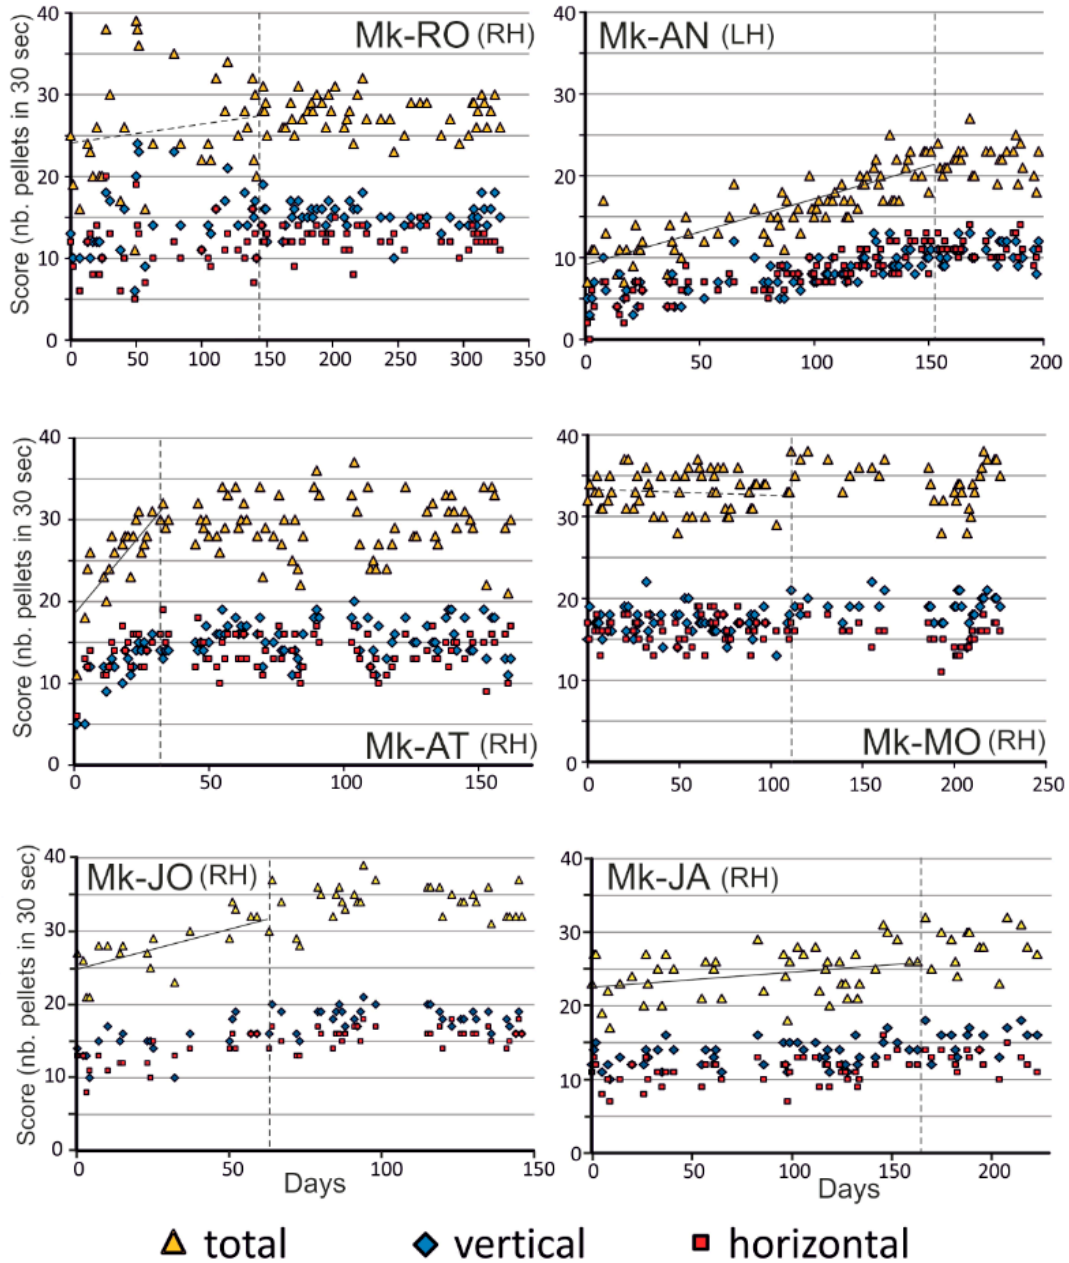 Mk-RO (RH)
Score (nb. pellets in 30 sec)
40
30
20
10
0
0 50 100 150 200 250 300 350
Mk-AN (LH)
40
30
20
10
0
0 50 100 150 200
Mk-AT (RH)
Score (nb. pellets in 30 sec)
40
30
20
10
0
0 50 100 150
Mk-MO (RH)
40
30
20
10
0
0 50 100 150 200 250
Mk-JO (RH)
Score (nb. pellets in 30 sec)
40
30
20
10
0
0 50 100 150
Days
Mk-JA (RH)
40
30
20
10
0
0 50 100 150 200
Days
total vertical horizontal